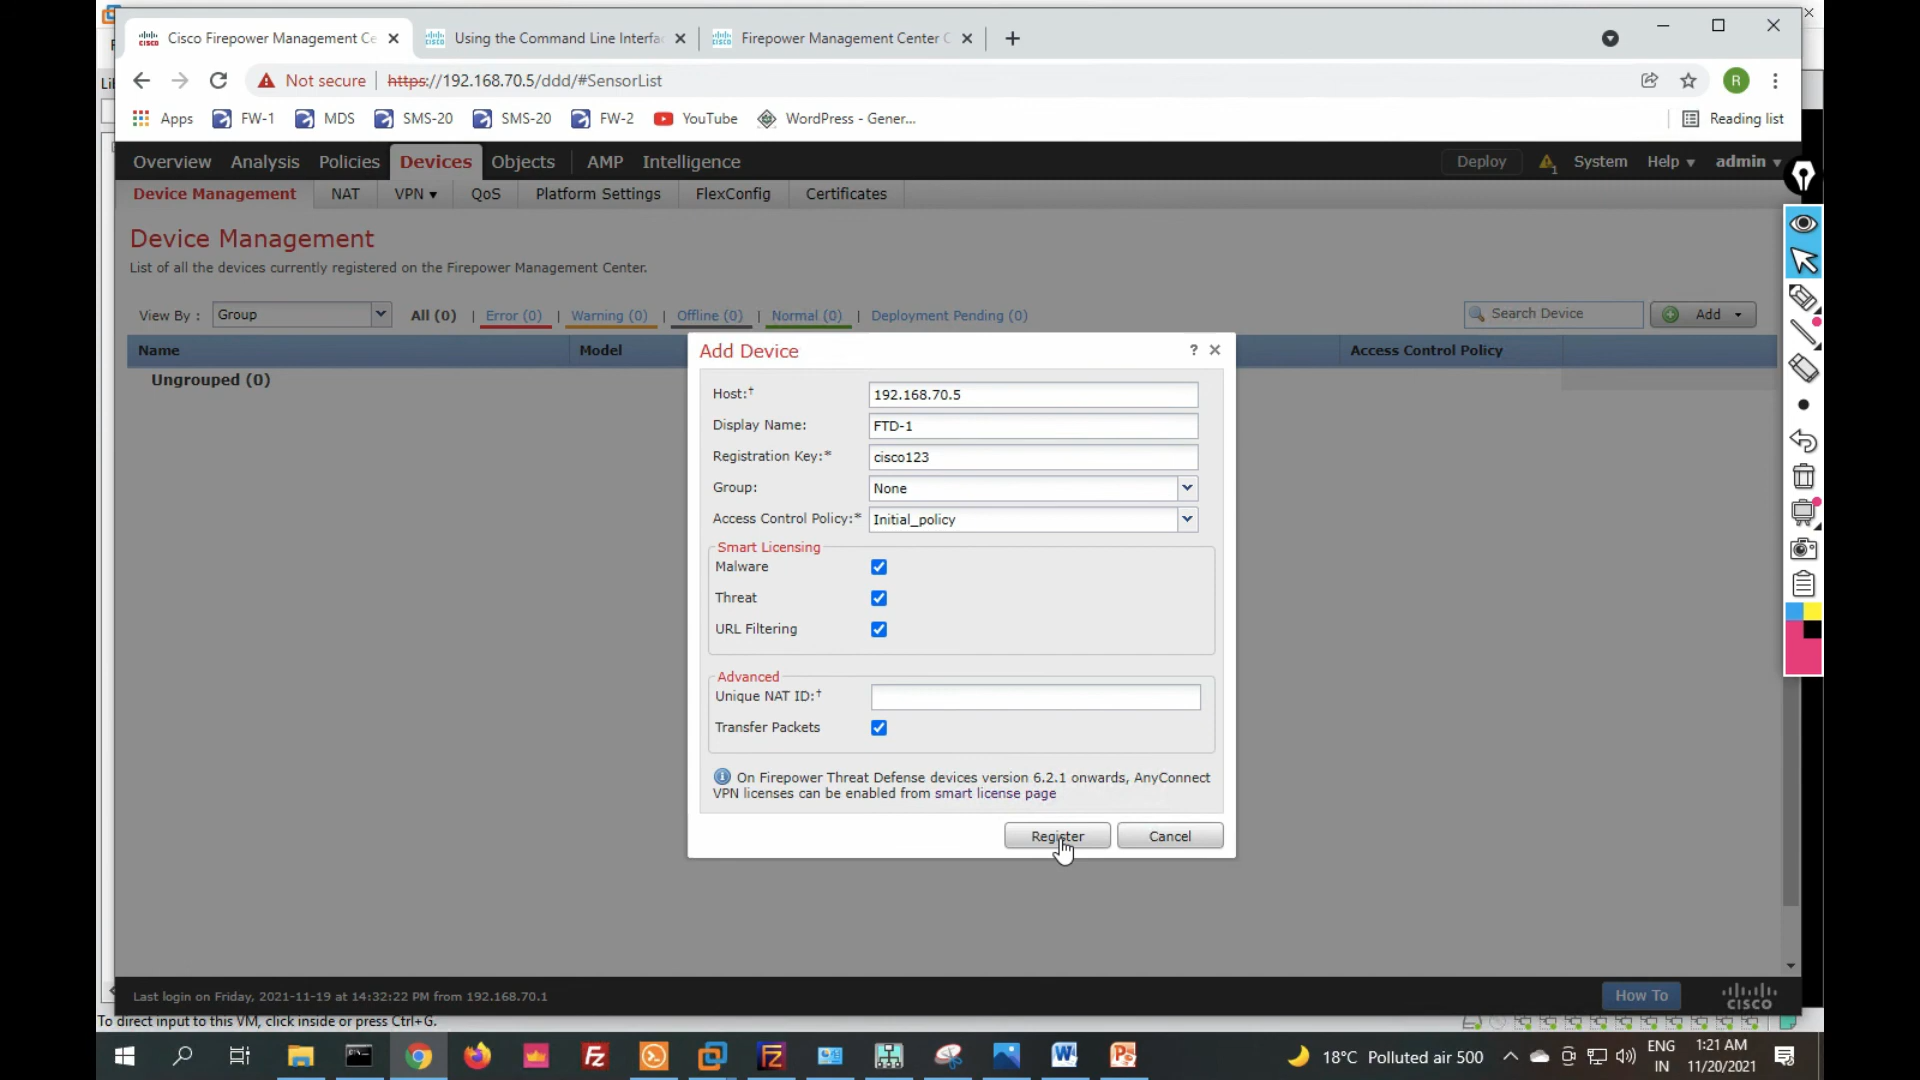 Cisco Firepower Management Ce
Using the Command Line Interfa
Firepower Management Center C
Not secure
https://192.168.70.5/ddd/#SensorList
R
Apps
FW-1
MDS
SMS-20
SMS-20
FW-2
YouTube
WordPress - Gener...
Reading list
Overview
Analysis
Policies
Devices
Objects
AMP
Intelligence
Deploy
1
System
Help
admin
Device Management
NAT
VPN
QoS
Platform Settings
FlexConfig
Certificates
Device Management
List of all the devices currently registered on the Firepower Management Center.
View By :
Group
All (0)
| Error (0)
| Warning (0)
| Offline (0)
| Normal (0)
| Deployment Pending (0)
Search Device
Add
Name
Model
Access Control Policy
Ungrouped (0)
Add Device
?
Host:†
192.168.70.5
Display Name:
FTD-1
Registration Key:*
cisco123
Group:
None
Access Control Policy:*
Initial_policy
Smart Licensing
Malware
Threat
URL Filtering
Advanced
Unique NAT ID:†
Transfer Packets
On Firepower Threat Defense devices version 6.2.1 onwards, AnyConnect
VPN licenses can be enabled from smart license page
Register
Cancel
Last login on Friday, 2021-11-19 at 14:32:22 PM from 192.168.70.1
How To
cisco
To direct input to this VM, click inside or press Ctrl+G.
18°C Polluted air 500
ENG
IN
1:21 AM
11/20/2021